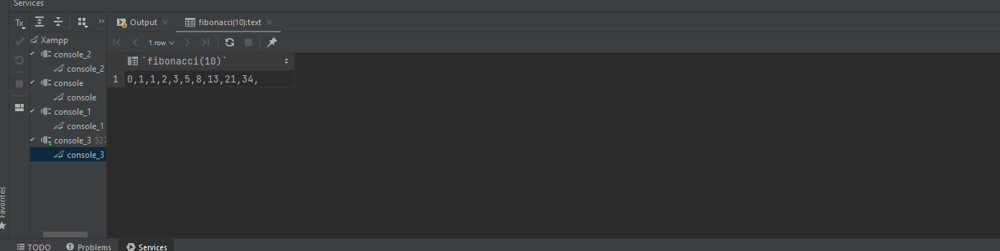 Services
Tx
»
Output
fibonacci(10):text
1 row
Xampp
console_2
console_2
console
console
console_1
console_1
console_3 527
console_3
`fibonacci(10)`
1 0,1,1,2,3,5,8,13,21,34,
Favorites
TODO
Problems
Services